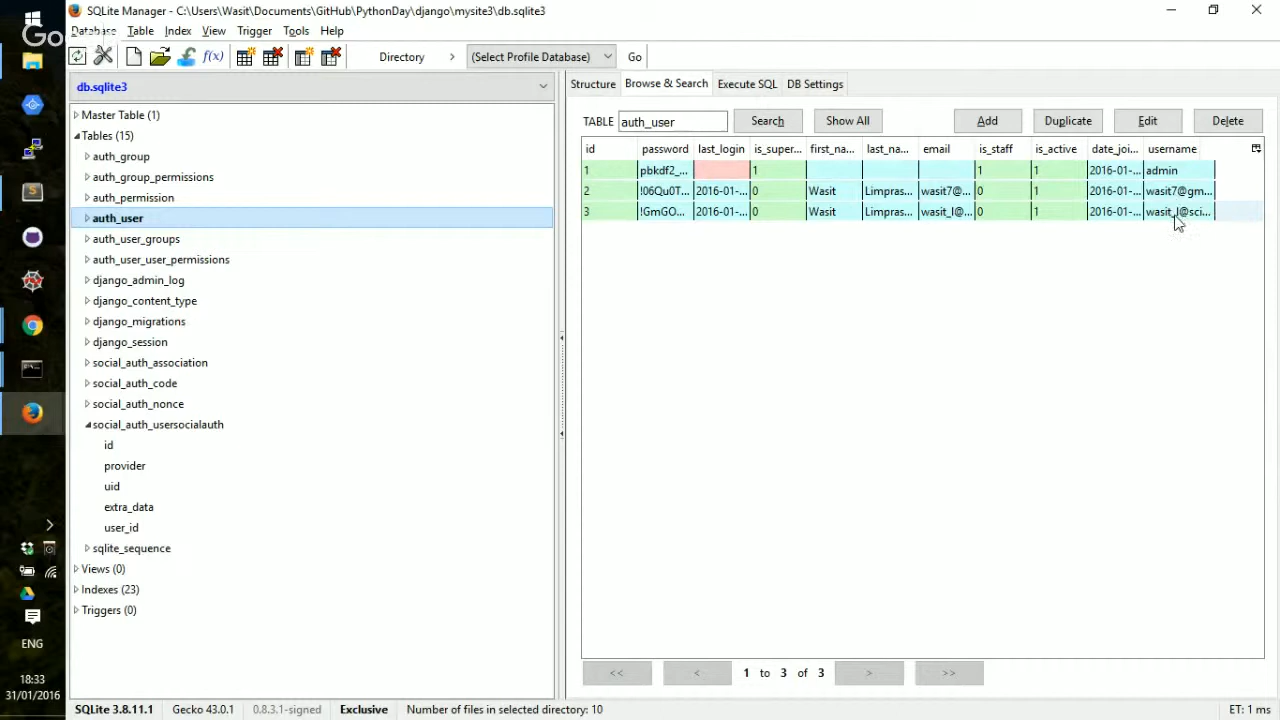 SQLite Manager - C:\Users\Wasit\Documents\GitHub\PythonDay\django\mysite3\db.sqlite3
Google
Database Table Index View Trigger Tools Help
f(x) Directory > (Select Profile Database) Go
db.sqlite3
Structure Browse & Search Execute SQL DB Settings
Master Table (1)
Tables (15)
auth_group
auth_group_permissions
auth_permission
auth_user
auth_user_groups
auth_user_user_permissions
django_admin_log
django_content_type
django_migrations
django_session
social_auth_association
social_auth_code
social_auth_nonce
social_auth_usersocialauth
id
provider
uid
extra_data
user_id
sqlite_sequence
Views (0)
Indexes (23)
Triggers (0)
TABLE auth_user Search Show All Add Duplicate Edit Delete
id password last_login is_super... first_na... last_na... email is_staff is_active date_joi... username
1 pbkdf2_... 1 1 1 2016-01-... admin
2 !06Qu0T... 2016-01-... 0 Wasit Limpras... wasit7@... 0 1 2016-01-... wasit7@gm...
3 !GmGO... 2016-01-... 0 Wasit Limpras... wasit_l@... 0 1 2016-01-... wasit_l@sci...
<< < 1 to 3 of 3 > >>
ENG
18:33
31/01/2016
SQLite 3.8.11.1 Gecko 43.0.1 0.8.3.1-signed Exclusive Number of files in selected directory: 10 ET: 1 ms